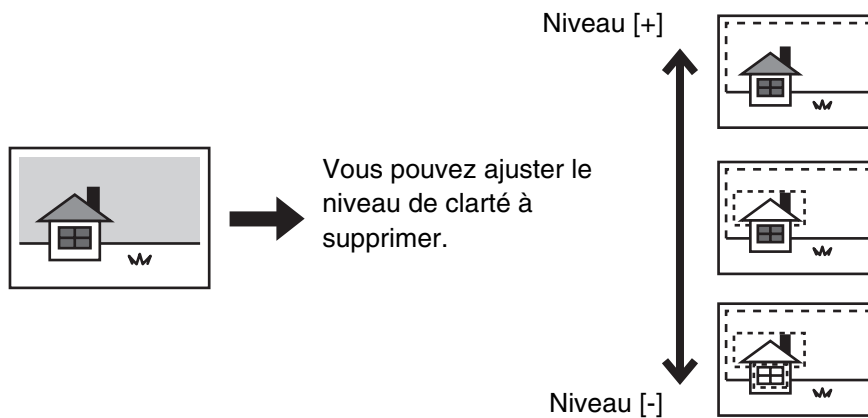 Niveau [+]
Vous pouvez ajuster le
niveau de clarté à
supprimer.
Niveau [-]